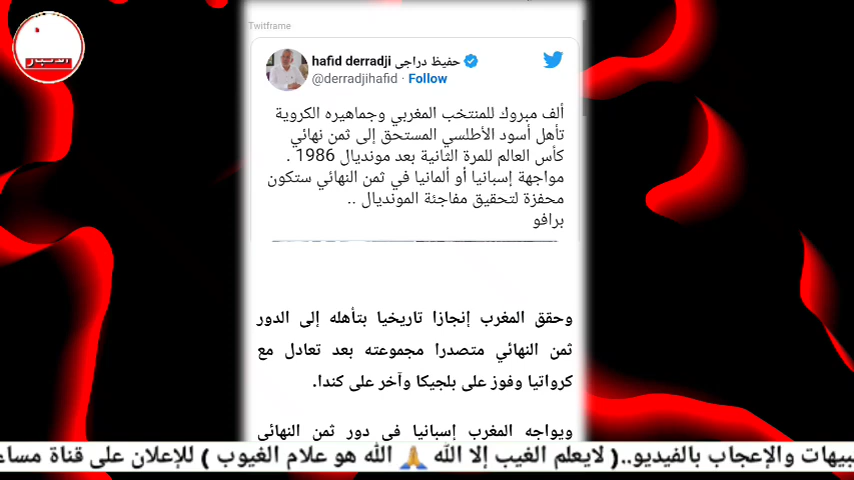 الأخبار
Twitframe
hafid derradji حفيظ دراجي
@derradjihafid · Follow
ألف مبروك للمنتخب المغربي وجماهيره الكروية
تأهل أسود الأطلسي المستحق إلى ثمن نهائي
كأس العالم للمرة الثانية بعد مونديال 1986 .
مواجهة إسبانيا أو ألمانيا في ثمن النهائي ستكون
محفزة لتحقيق مفاجئة المونديال ..
برافو
وحقق المغرب إنجازا تاريخيا بتأهله إلى الدور
ثمن النهائي متصدرا مجموعته بعد تعادل مع
كرواتيا وفوز على بلجيكا وآخر على كندا.
ويواجه المغرب إسبانيا في دور ثمن النهائي
والإعجاب بالفيديو..( لايعلم الغيب إلا الله 🙏 الله هو علام الغيوب ) للإعلان على قناة